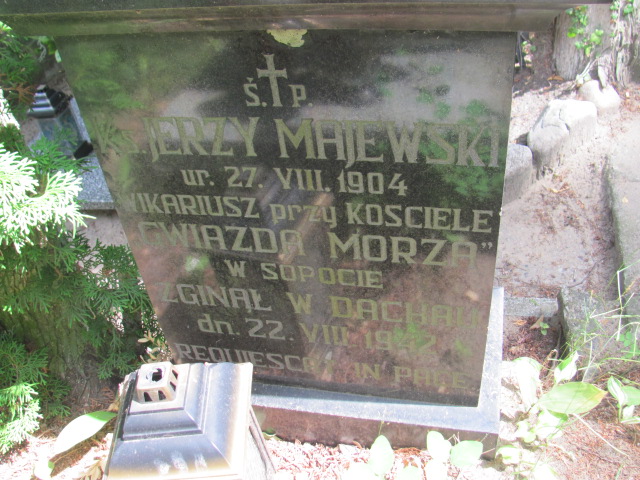 Ś. P.
KS. JERZY MAJEWSKI
ur. 27. VIII. 1904
WIKARIUSZ przy KOŚCIELE
"GWIAZDA MORZA"
W SOPOCIE
ZGINĄŁ W DACHAU
dn. 22. VIII 1942
REQUIESCAT IN PACE